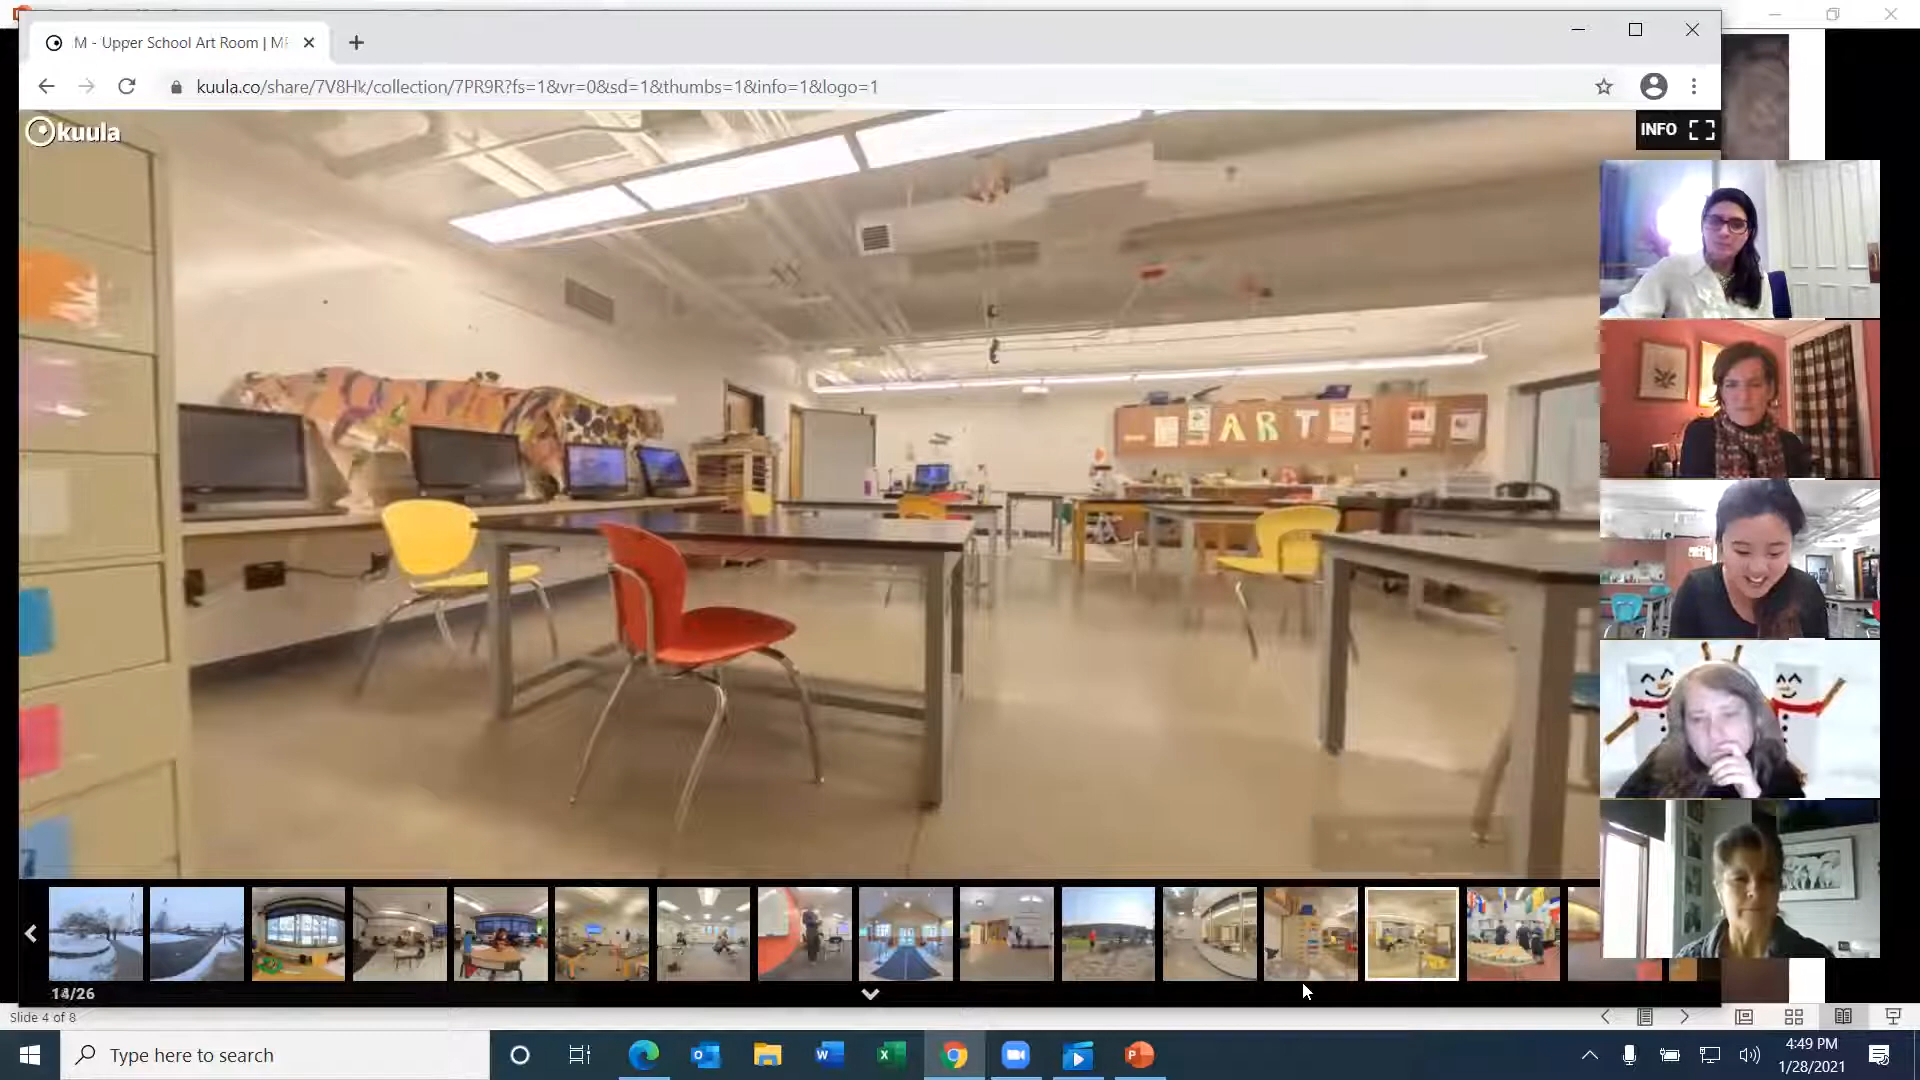 M - Upper School Art Room | M
kuula.co/share/7V8Hk/collection/7PR9R?fs=1&vr=0&sd=1&thumbs=1&info=1&logo=1
kuula
INFO
ART
14/26
Slide 4 of 8
Type here to search
4:49 PM
1/28/2021